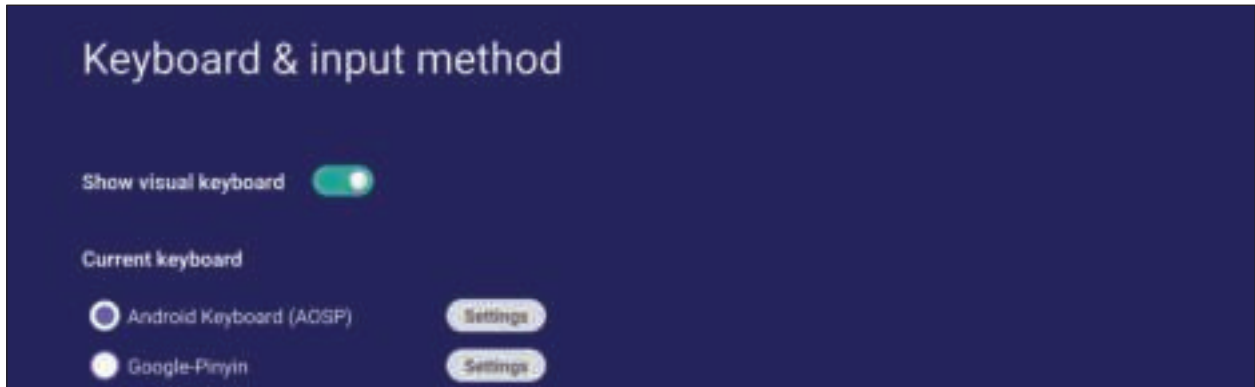 Keyboard & input method
Show visual keyboard
Current keyboard
Android Keyboard (AOSP) Settings
Google-Pinyin Settings